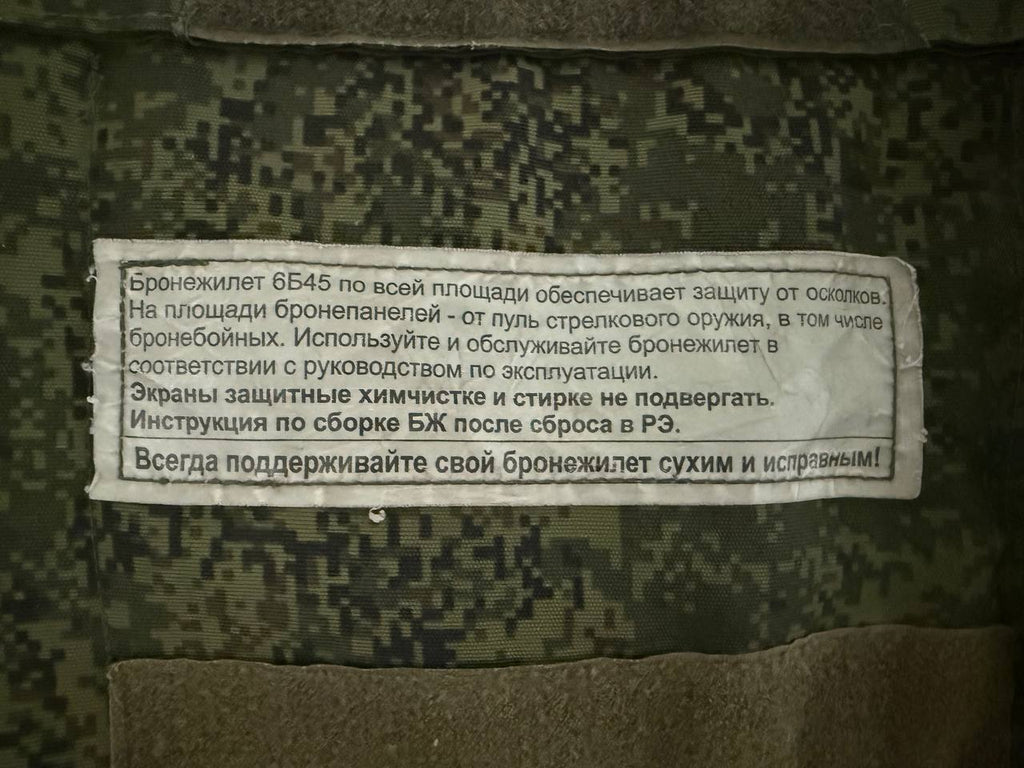 Бронежилет 6Б45 по всей площади обеспечивает защиту от осколков.
На площади бронепанелей - от пуль стрелкового оружия, в том числе
бронебойных. Используйте и обслуживайте бронежилет в
соответствии с руководством по эксплуатации.
Экраны защитные химчистке и стирке не подвергать.
Инструкция по сборке БЖ после сброса в РЭ.
Всегда поддерживайте свой бронежилет сухим и исправным!